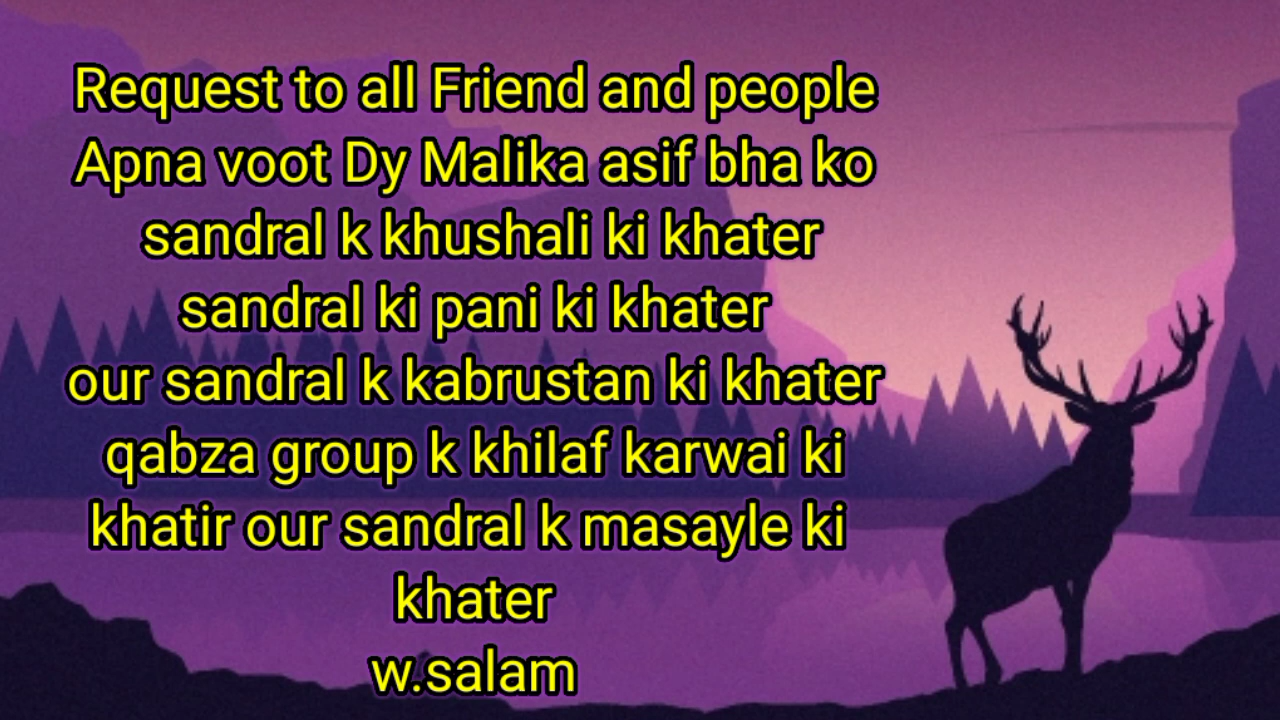 Request to all Friend and people
Apna voot Dy Malika asif bha ko
sandral k khushali ki khater
sandral ki pani ki khater
our sandral k kabrustan ki khater
qabza group k khilaf karwai ki
khatir our sandral k masayle ki
khater
w.salam